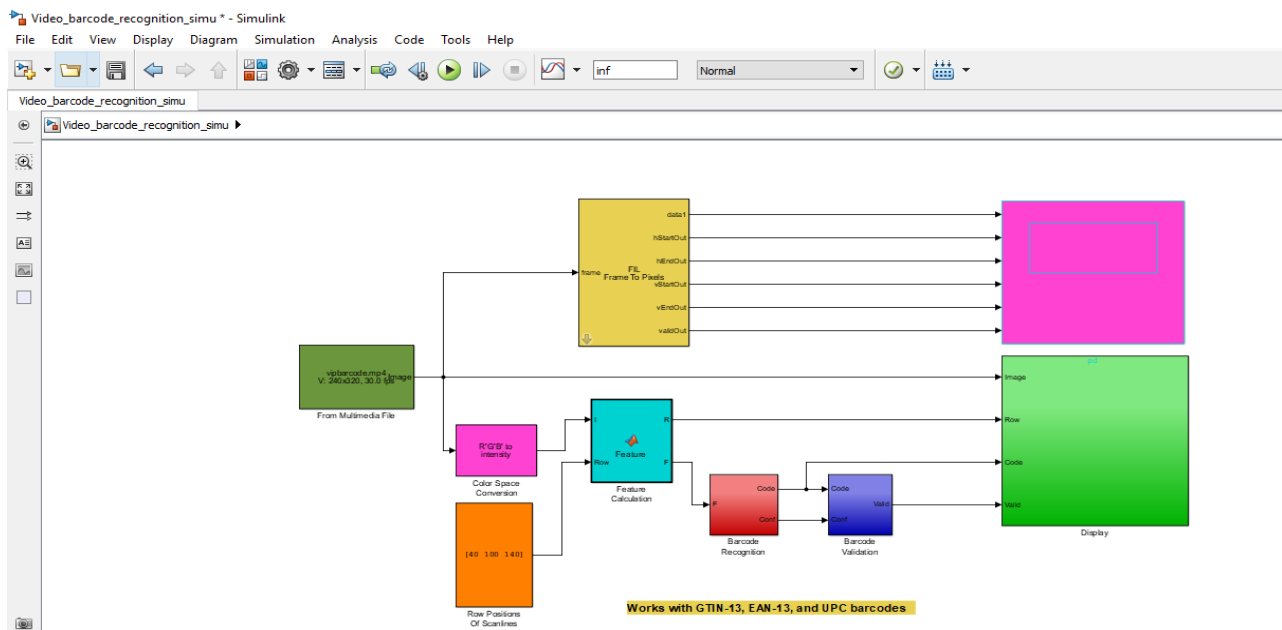 Video_barcode_recognition_simu * - Simulink
File Edit View Display Diagram Simulation Analysis Code Tools Help
inf
Normal
Video_barcode_recognition_simu
Video_barcode_recognition_simu
data1
hStartOut
hEndOut
vStartOut
vEndOut
validOut
frame
FIL
Frame To Pixels
vipbarcode.mp4
V: 240x320, 30.0 fps
Image
From Multimedia File
R'G'B' to
intensity
Color Space
Conversion
I
Row
R
F
Feature
Feature
Calculation
[40 100 140]
Row Positions
Of Scanlines
F
Code
Conf
Barcode
Recognition
Code
Conf
Valid
Barcode
Validation
pd
Image
Row
Code
Valid
Display
Works with GTIN-13, EAN-13, and UPC barcodes